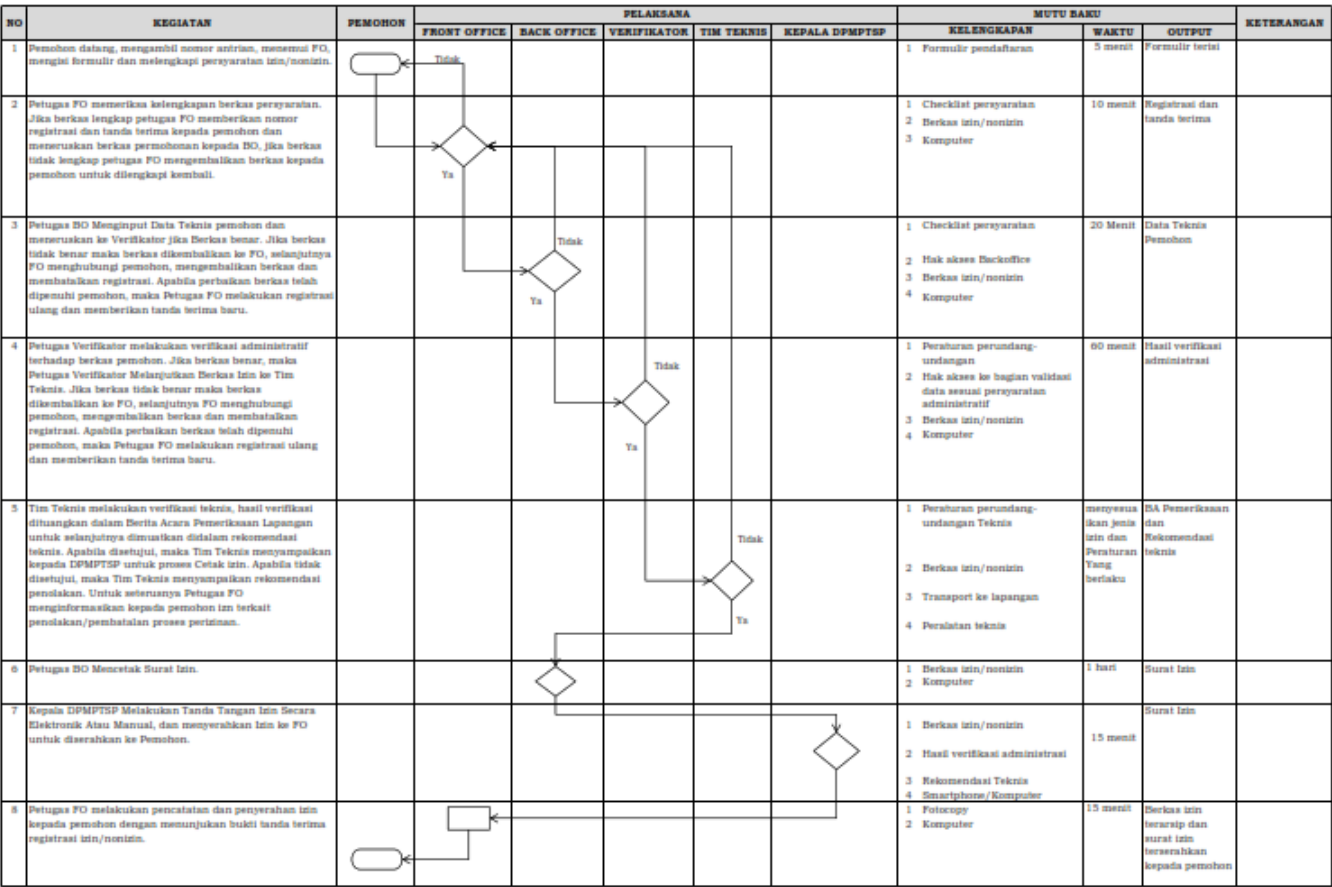 NO KEGIATAN PEMOHON PELAKSANA MUTU BAKU KETERANGAN
FRONT OFFICE BACK OFFICE VERIFIKATOR TIM TEKNIS KEPALA DPMPTSP KELENGKAPAN WAKTU OUTPUT
1 Pemohon datang, mengambil nomor antrian, menemui FO,
mengisi formulir dan melengkapi persyaratan izin/nonizin.
Tidak
1 Formulir pendaftaran
5 menit
Formulir terisi
2 Petugas FO memeriksa kelengkapan berkas persyaratan.
Jika berkas lengkap petugas FO memberikan nomor
registrasi dan tanda terima kepada pemohon dan
meneruskan berkas permohonan kepada BO, jika berkas
tidak lengkap petugas FO mengembalikan berkas kepada
pemohon untuk dilengkapi kembali.
Ya
1 Checklist persyaratan
2 Berkas izin/nonizin
3 Komputer
10 menit
Registrasi dan
tanda terima
3 Petugas BO Menginput Data Teknis pemohon dan
meneruskan ke Verifikator jika Berkas benar. Jika berkas
tidak benar maka berkas dikembalikan ke FO, selanjutnya
FO menghubungi pemohon, mengembalikan berkas dan
membatalkan registrasi. Apabila perbaikan berkas telah
dipenuhi pemohon, maka Petugas FO melakukan registrasi
ulang dan memberikan tanda terima baru.
Tidak
Ya
1 Checklist persyaratan
2 Hak akses Backoffice
3 Berkas izin/nonizin
4 Komputer
20 Menit
Data Teknis
Pemohon
4 Petugas Verifikator melakukan verifikasi administratif
terhadap berkas pemohon. Jika berkas benar, maka
Petugas Verifikator Melanjutkan Berkas Izin ke Tim
Teknis. Jika berkas tidak benar maka berkas
dikembalikan ke FO, selanjutnya FO menghubungi
pemohon, mengembalikan berkas dan membatalkan
registrasi. Apabila perbaikan berkas telah dipenuhi
pemohon, maka Petugas FO melakukan registrasi ulang
dan memberikan tanda terima baru.
Tidak
Ya
1 Peraturan perundang-
undangan
2 Hak akses ke bagian validasi
data sesuai persyaratan
administratif
3 Berkas izin/nonizin
4 Komputer
60 menit
Hasil verifikasi
administrasi
5 Tim Teknis melakukan verifikasi teknis, hasil verifikasi
dituangkan dalam Berita Acara Pemeriksaan Lapangan
untuk selanjutnya dimuatkan didalam rekomendasi
teknis. Apabila disetujui, maka Tim Teknis menyampaikan
kepada DPMPTSP untuk proses Cetak izin. Apabila tidak
disetujui, maka Tim Teknis menyampaikan rekomendasi
penolakan. Untuk seterusnya Petugas FO
menginformasikan kepada pemohon izn terkait
penolakan/pembatalan proses perizinan.
Tidak
Ya
1 Peraturan perundang-
undangan Teknis
2 Berkas izin/nonizin
3 Transport ke lapangan
4 Peralatan teknis
menyesua
ikan jenis
izin dan
Peraturan
Yang
berlaku
BA Pemeriksaan
dan
Rekomendasi
teknis
6 Petugas BO Mencetak Surat Izin.
1 Berkas izin/nonizin
2 Komputer
1 hari
Surat Izin
7 Kepala DPMPTSP Melakukan Tanda Tangan Izin Secara
Elektronik Atau Manual, dan menyerahkan Izin ke FO
untuk diserahkan ke Pemohon.
1 Berkas izin/nonizin
2 Hasil verifikasi administrasi
3 Rekomendasi Teknis
4 Smartphone/Komputer
15 menit
Surat Izin
8 Petugas FO melakukan pencatatan dan penyerahan izin
kepada pemohon dengan menunjukan bukti tanda terima
registrasi izin/nonizin.
1 Fotocopy
2 Komputer
15 menit
Berkas izin
terarsip dan
surat izin
terserahkan
kepada pemohon